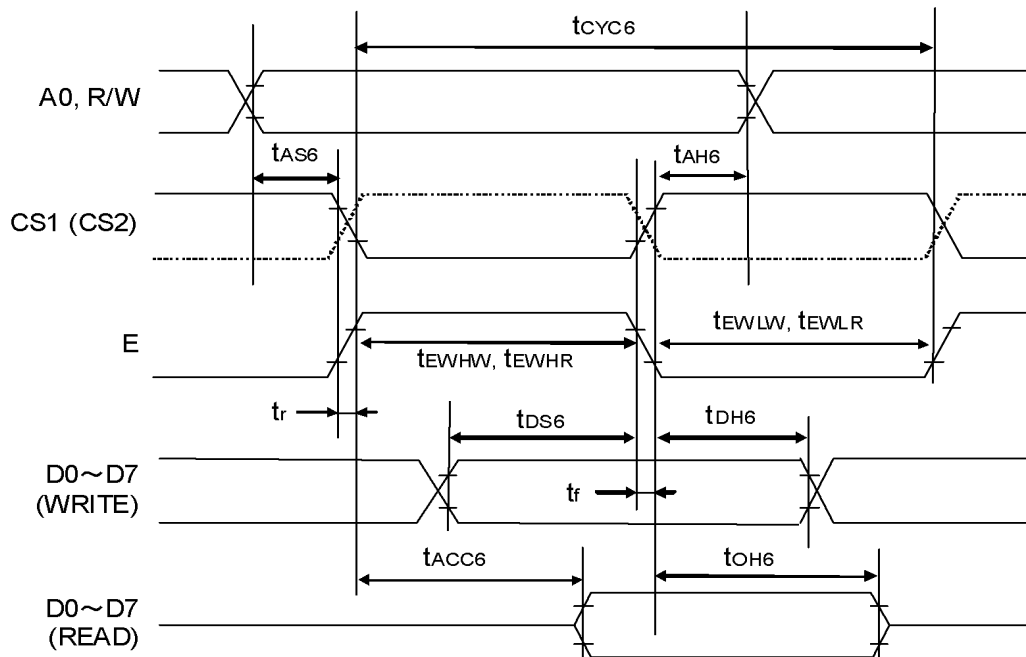 tCYC6
A0, R/W
tAS6
tAH6
CS1 (CS2)
E
tEWHW, tEWHR
tEWLW, tEWLR
tr
tDS6
tDH6
D0～D7
(WRITE)
tf
tACC6
tOH6
D0～D7
(READ)